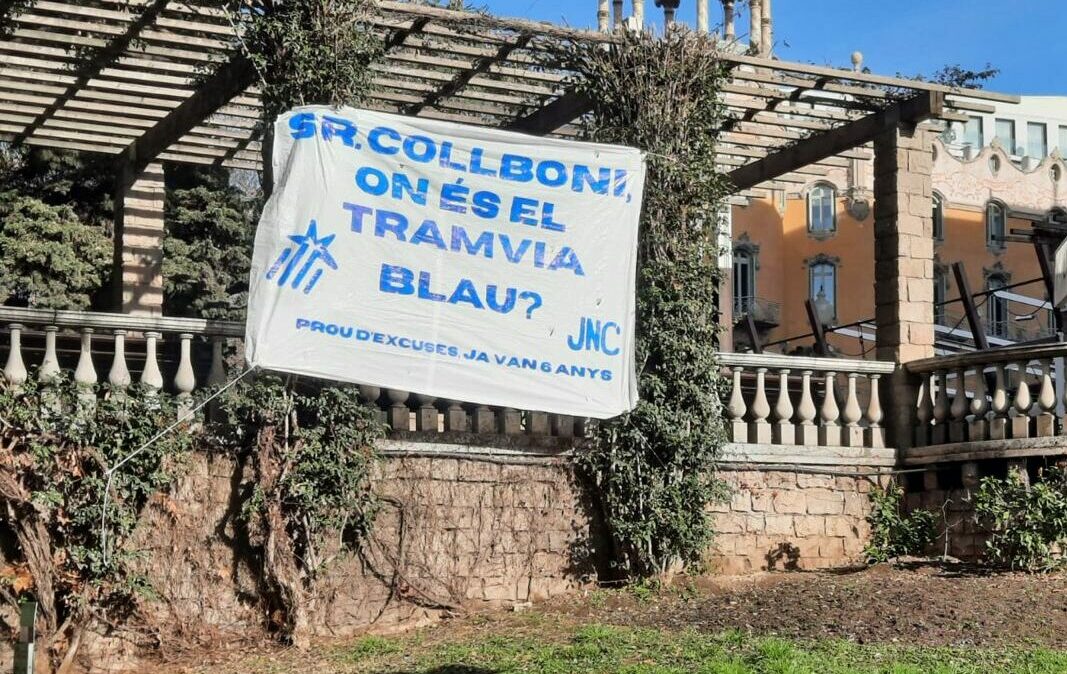 SR. COLLBONI,
ON ÉS EL
TRAMVIA
BLAU?
JNC
PROU D'EXCUSES, JA VAN 6 ANYS